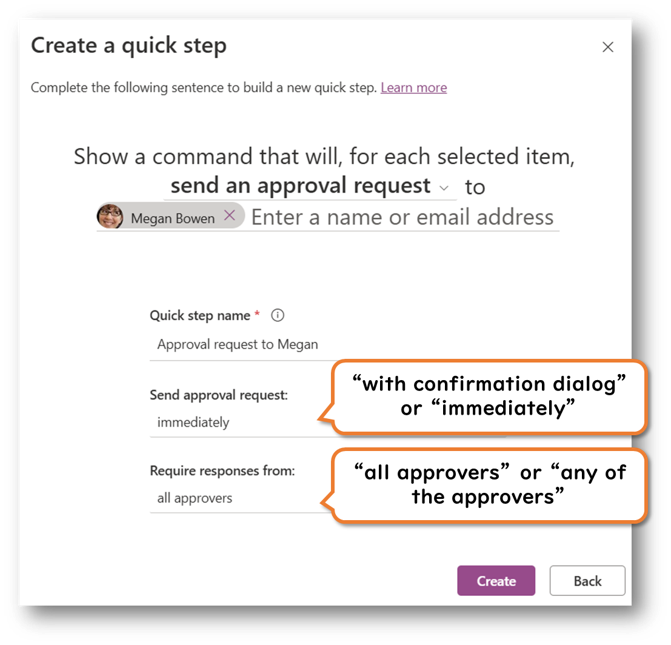 Create a quick step
Complete the following sentence to build a new quick step. Learn more
Show a command that will, for each selected item,
send an approval request to
Megan Bowen Enter a name or email address
Quick step name *
Approval request to Megan
Send approval request:
immediately
“with confirmation dialog”
or “immediately”
Require responses from:
all approvers
“all approvers” or “any of
the approvers”
Create Back